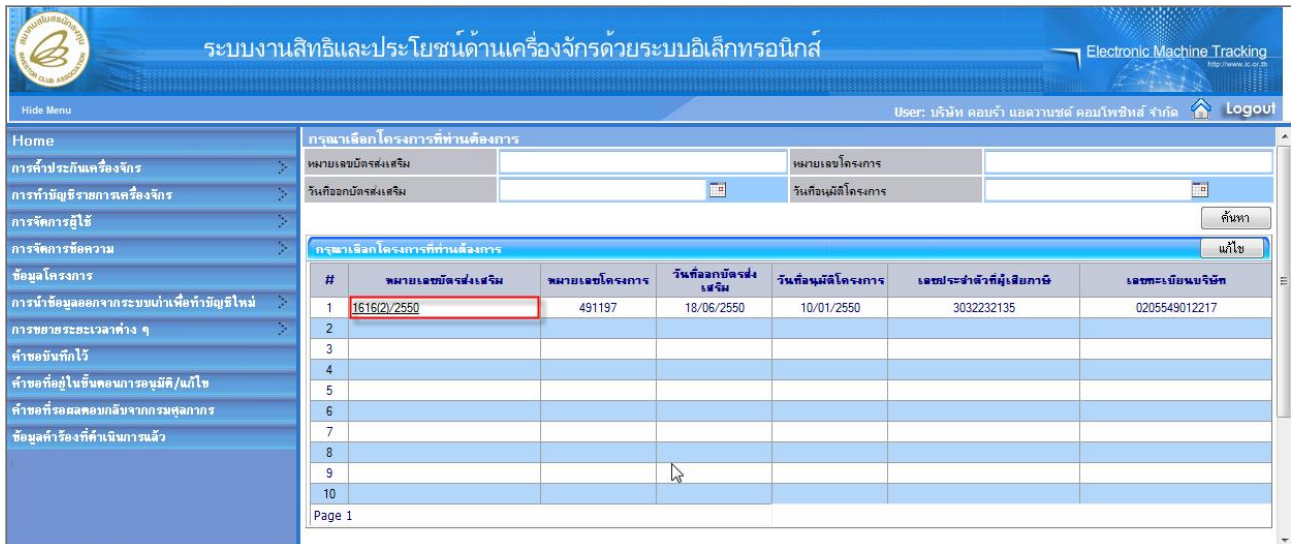 สมาคมสโมสรนักลงทุน
INVESTOR CLUB ASSOCIATION
ระบบงานสิทธิและประโยชน์ด้านเครื่องจักรด้วยระบบอิเล็กทรอนิกส์
Electronic Machine Tracking
http://www.ic.or.th
Hide Menu
User: บริษัท คอบร้า แอดวานซด์ คอมโพซิทส์ จำกัด
Logout
Home
การค้ำประกันเครื่องจักร
การทำบัญชีรายการเครื่องจักร
การจัดการผู้ใช้
การจัดการข้อความ
ข้อมูลโครงการ
การนำข้อมูลออกจากระบบเก่าเพื่อทำบัญชีใหม่
การขยายระยะเวลาต่าง ๆ
คำขอบันทึกไว้
คำขอที่อยู่ในขั้นตอนการอนุมัติ/แก้ไข
คำขอที่รอผลตอบกลับจากกรมศุลกากร
ข้อมูลคำร้องที่ดำเนินการแล้ว
กรุณาเลือกโครงการที่ท่านต้องการ
หมายเลขบัตรส่งเสริม หมายเลขโครงการ
วันที่ออกบัตรส่งเสริม วันที่อนุมัติโครงการ
ค้นหา
กรุณาเลือกโครงการที่ท่านต้องการ แก้ไข
# หมายเลขบัตรส่งเสริม หมายเลขโครงการ วันที่ออกบัตรส่งเสริม วันที่อนุมัติโครงการ เลขประจำตัวที่ผู้เสียภาษี เลขทะเบียนบริษัท
1 1616(2)/2550 491197 18/06/2550 10/01/2550 3032232135 0205549012217
2
3
4
5
6
7
8
9
10
Page 1